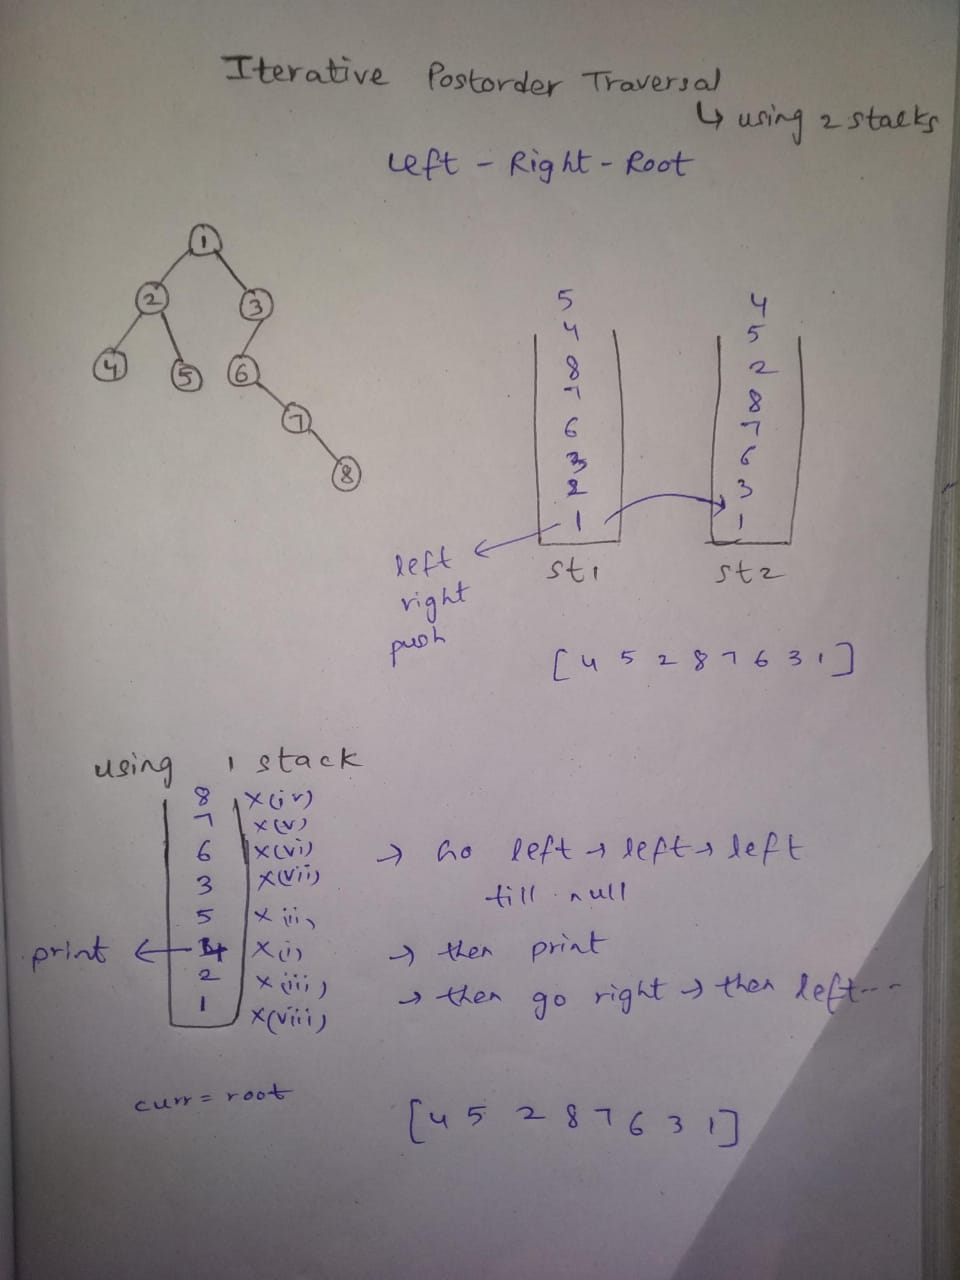 Iterative Postorder Traversal
↳ using 2 stacks
Left - Right - Root
1
2 3
4 5 6
7
8
5 4
4 5
8 2
7 8
6 7
3 6
2 3
1 1
left
right
push
st1 st2
[4 5 2 8 7 6 3 1]
using 1 stack
8 x(iv)
7 x(v)
6 x(vi)
3 x(vii)
5 x ii)
print ← 4 x(i)
2 x (iii)
1 x(viii)
→ Go left → left → left
till null
→ then print
→ then go right → then left---
curr = root
[4 5 2 8 7 6 3 1]